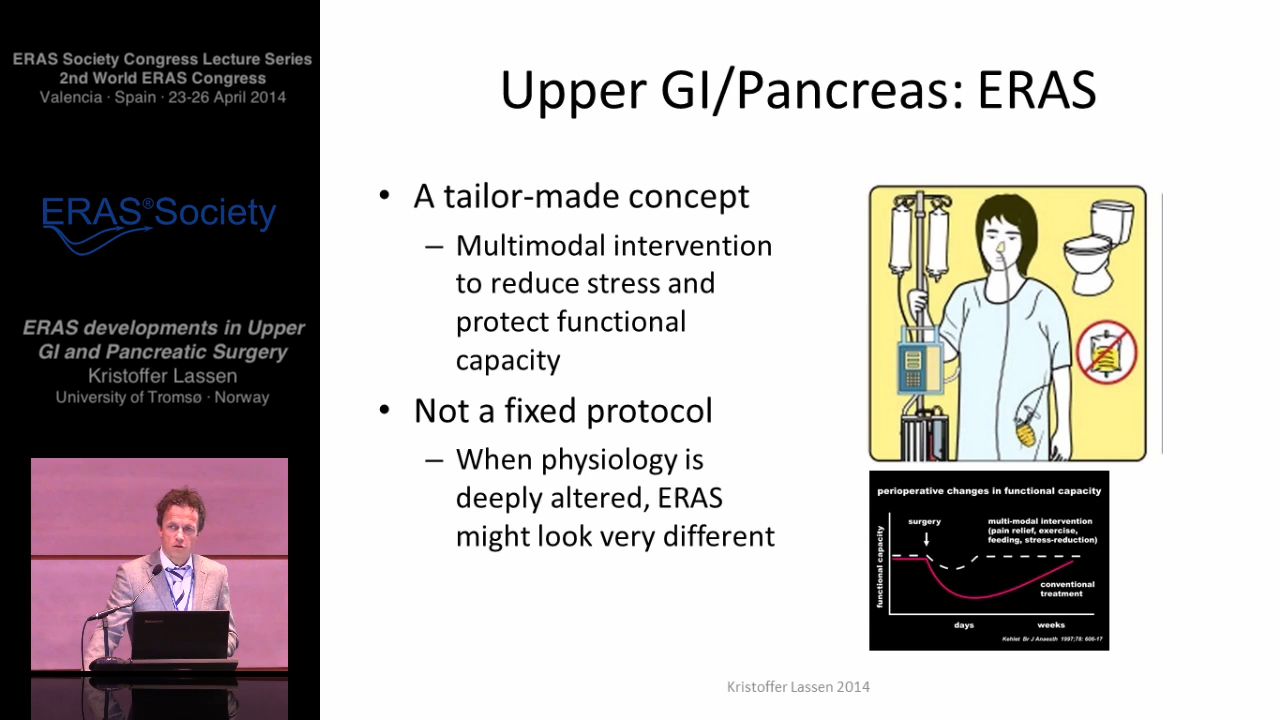 ERAS Society Congress Lecture Series
2nd World ERAS Congress
Valencia · Spain · 23-26 April 2014
ERAS®Society
ERAS developments in Upper
GI and Pancreatic Surgery
Kristoffer Lassen
University of Tromsø · Norway
Upper GI/Pancreas: ERAS
• A tailor-made concept
– Multimodal intervention
to reduce stress and
protect functional
capacity
• Not a fixed protocol
– When physiology is
deeply altered, ERAS
might look very different
perioperative changes in functional capacity
surgery
multi-modal intervention
(pain relief, exercise,
feeding, stress-reduction)
functional capacity
conventional
treatment
days
weeks
Kehlet Br J Anaesth 1997;78: 606-17
Kristoffer Lassen 2014